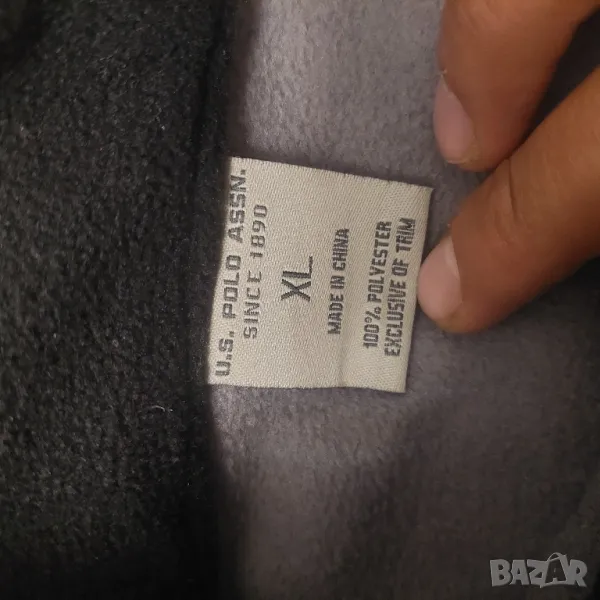 U.S. POLO ASSN.
SINCE 1890
XL
MADE IN CHINA
100% POLYESTER
EXCLUSIVE OF TRIM
BAZAR